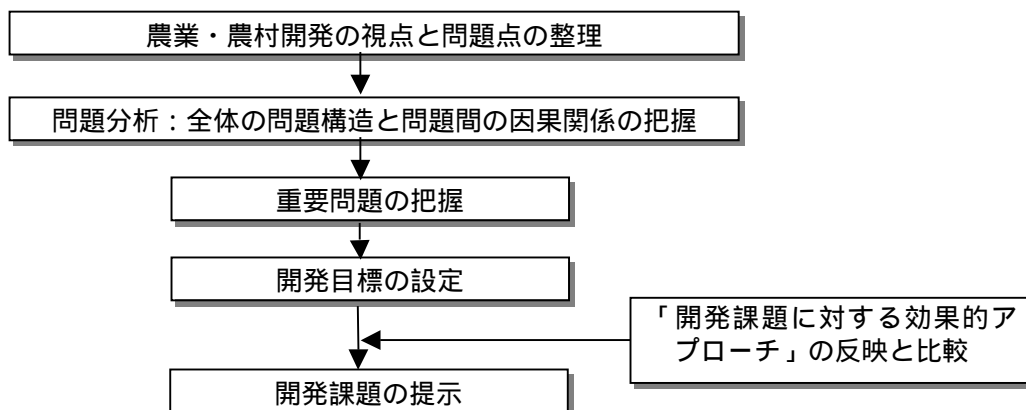 農業・農村開発の視点と問題点の整理
問題分析：全体の問題構造と問題間の因果関係の把握
重要問題の把握
開発目標の設定
「開発課題に対する効果的ア
プローチ」の反映と比較
開発課題の提示